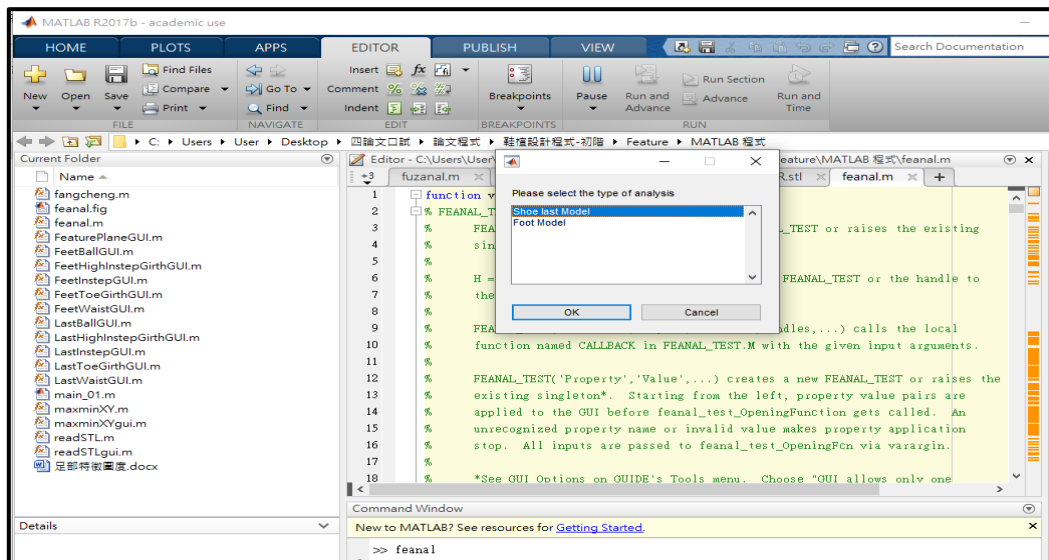 MATLAB R2017b - academic use
HOME PLOTS APPS EDITOR PUBLISH VIEW Search Documentation
New Open Save Find Files Compare Print
FILE
Go To Find
NAVIGATE
Insert fx
Comment
Indent
EDIT
Breakpoints
BREAKPOINTS
Pause Run and Advance Run Section Advance Run and Time
RUN
C: Users User Desktop 四論文口試 論文程式 鞋楦設計程式-初階 Feature MATLAB 程式
Current Folder
Name
fangcheng.m
feanal.fig
feanal.m
FeaturePlaneGUI.m
FeetBallGUI.m
FeetHighInstepGirthGUI.m
FeetInstepGUI.m
FeetToeGirthGUI.m
FeetWaistGUI.m
LastBallGUI.m
LastHighInstepGirthGUI.m
LastInstepGUI.m
LastToeGirthGUI.m
LastWaistGUI.m
main_01.m
maxminXY.m
maxminXYgui.m
readSTL.m
readSTLgui.m
足部特徵圍度.docx
Details
Editor - C:\Users\User eature\MATLAB 程式\feanal.m
+3 fuzanal.m R.stl feanal.m +
1 function v
2 % FEANAL_T
3 % FEA L_TEST or raises the existing
4 % sin
5 %
6 % H = FEANAL_TEST or the handle to
7 % the
8 %
9 % FEA ndles,...) calls the local
10 % function named CALLBACK in FEANAL_TEST.M with the given input arguments.
11 %
12 % FEANAL_TEST('Property','Value',...) creates a new FEANAL_TEST or raises the
13 % existing singleton*. Starting from the left, property value pairs are
14 % applied to the GUI before feanal_test_OpeningFunction gets called. An
15 % unrecognized property name or invalid value makes property application
16 % stop. All inputs are passed to feanal_test_OpeningFcn via varargin.
17 %
18 % *See GUI Options on GUIDE's Tools menu. Choose "GUI allows only one
Please select the type of analysis
Shoe last Model
Foot Model
OK Cancel
Command Window
New to MATLAB? See resources for Getting Started.
>> feanal